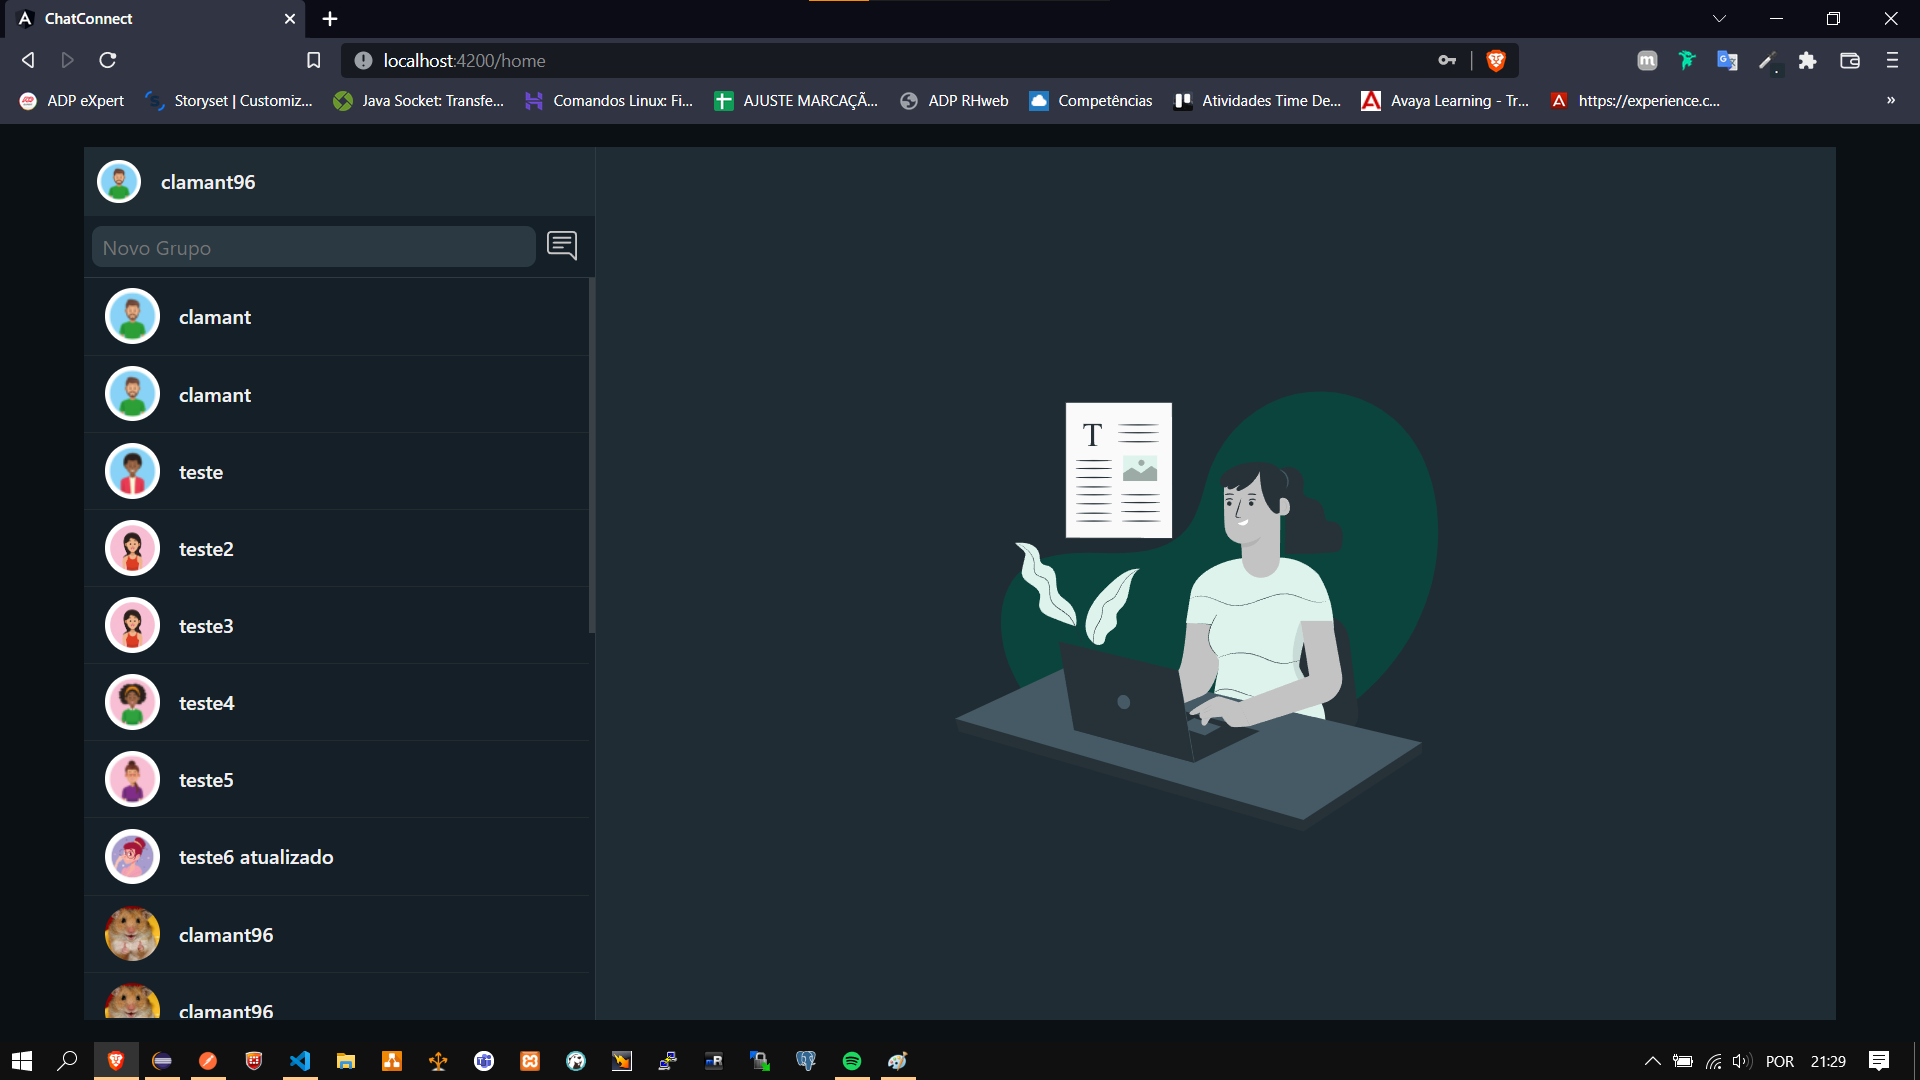 ChatConnect
localhost:4200/home
ADP eXpert
Storyset | Customiz...
Java Socket: Transfe...
Comandos Linux: Fi...
AJUSTE MARCAÇÃ...
ADP RHweb
Competências
Atividades Time De...
Avaya Learning - Tr...
https://experience.c...
»
clamant96
Novo Grupo
clamant
clamant
teste
teste2
teste3
teste4
teste5
teste6 atualizado
clamant96
clamant96
T
POR
21:29